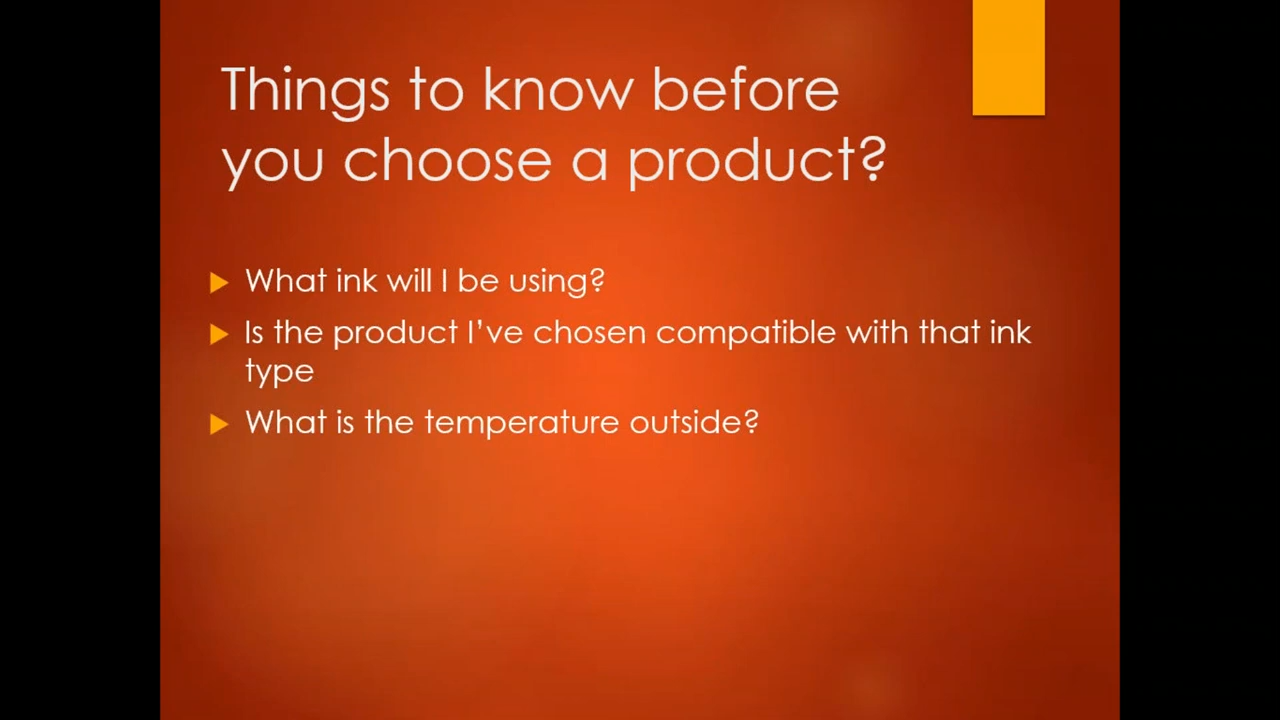 Things to know before
you choose a product?
What ink will I be using?
Is the product I've chosen compatible with that ink
type
What is the temperature outside?